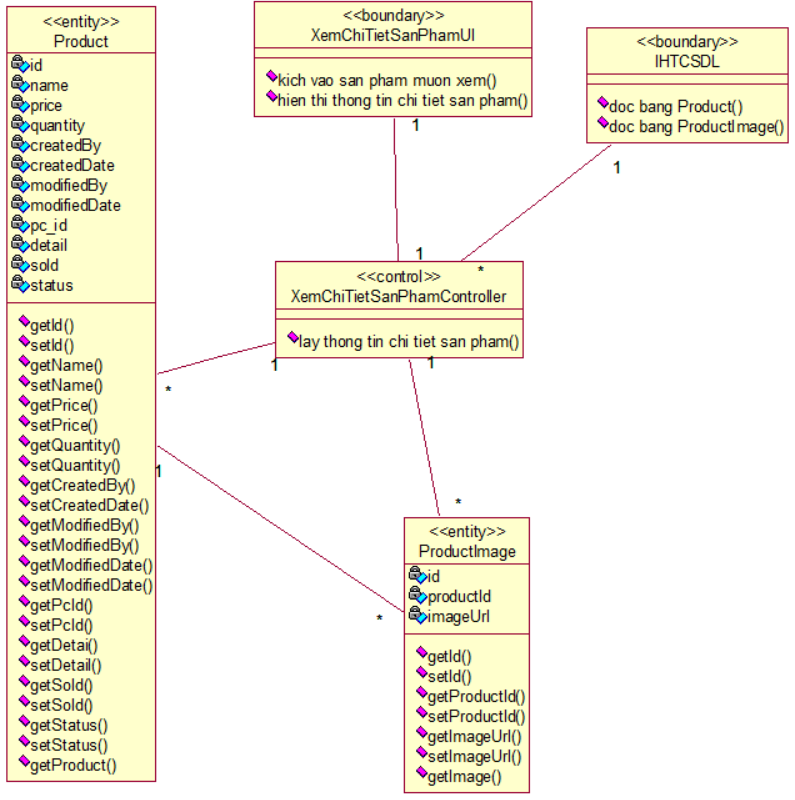 <<entity>>
Product
id
name
price
quantity
createdBy
createdDate
modifiedBy
modifiedDate
pc_id
detail
sold
status
getId()
setId()
getName()
setName()
getPrice()
setPrice()
getQuantity()
setQuantity()
getCreatedBy()
setCreatedDate()
getModifiedBy()
setModifiedBy()
getModifiedDate()
setModifiedDate()
getPcId()
setPcId()
getDetai()
setDetail()
getSold()
setSold()
getStatus()
setStatus()
getProduct()
<<boundary>>
XemChiTietSanPhamUI
kich vao san pham muon xem()
hien thi thong tin chi tiet san pham()
1
<<boundary>>
IHTCSDL
doc bang Product()
doc bang ProductImage()
1
1
*
<<control>>
XemChiTietSanPhamController
lay thong tin chi tiet san pham()
1
1
*
1
*
*
<<entity>>
ProductImage
id
productId
imageUrl
getId()
setId()
getProductId()
setProductId()
getImageUrl()
setImageUrl()
getImage()